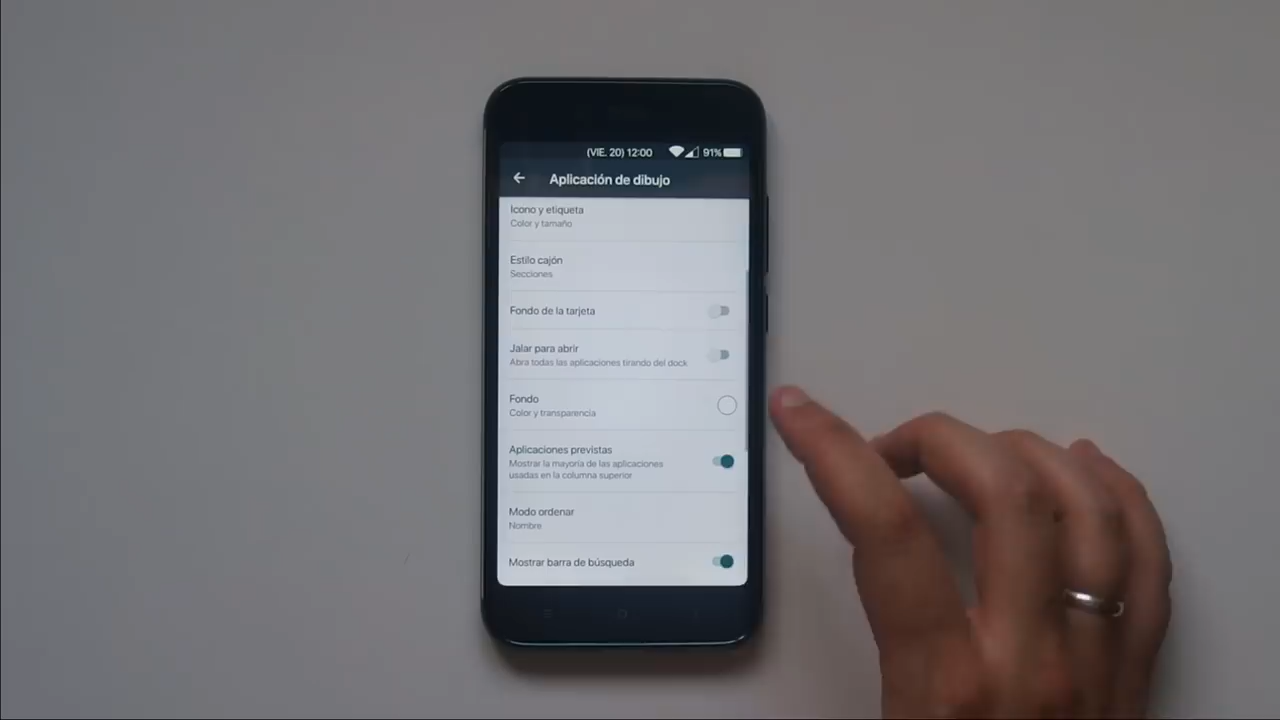 (VIE. 20) 12:00 91%
Aplicación de dibujo
Icono y etiqueta
Color y tamaño
Estilo cajón
Secciones
Fondo de la tarjeta
Jalar para abrir
Abra todas las aplicaciones tirando del dock
Fondo
Color y transparencia
Aplicaciones previstas
Mostrar la mayoría de las aplicaciones
usadas en la columna superior
Modo ordenar
Nombre
Mostrar barra de búsqueda